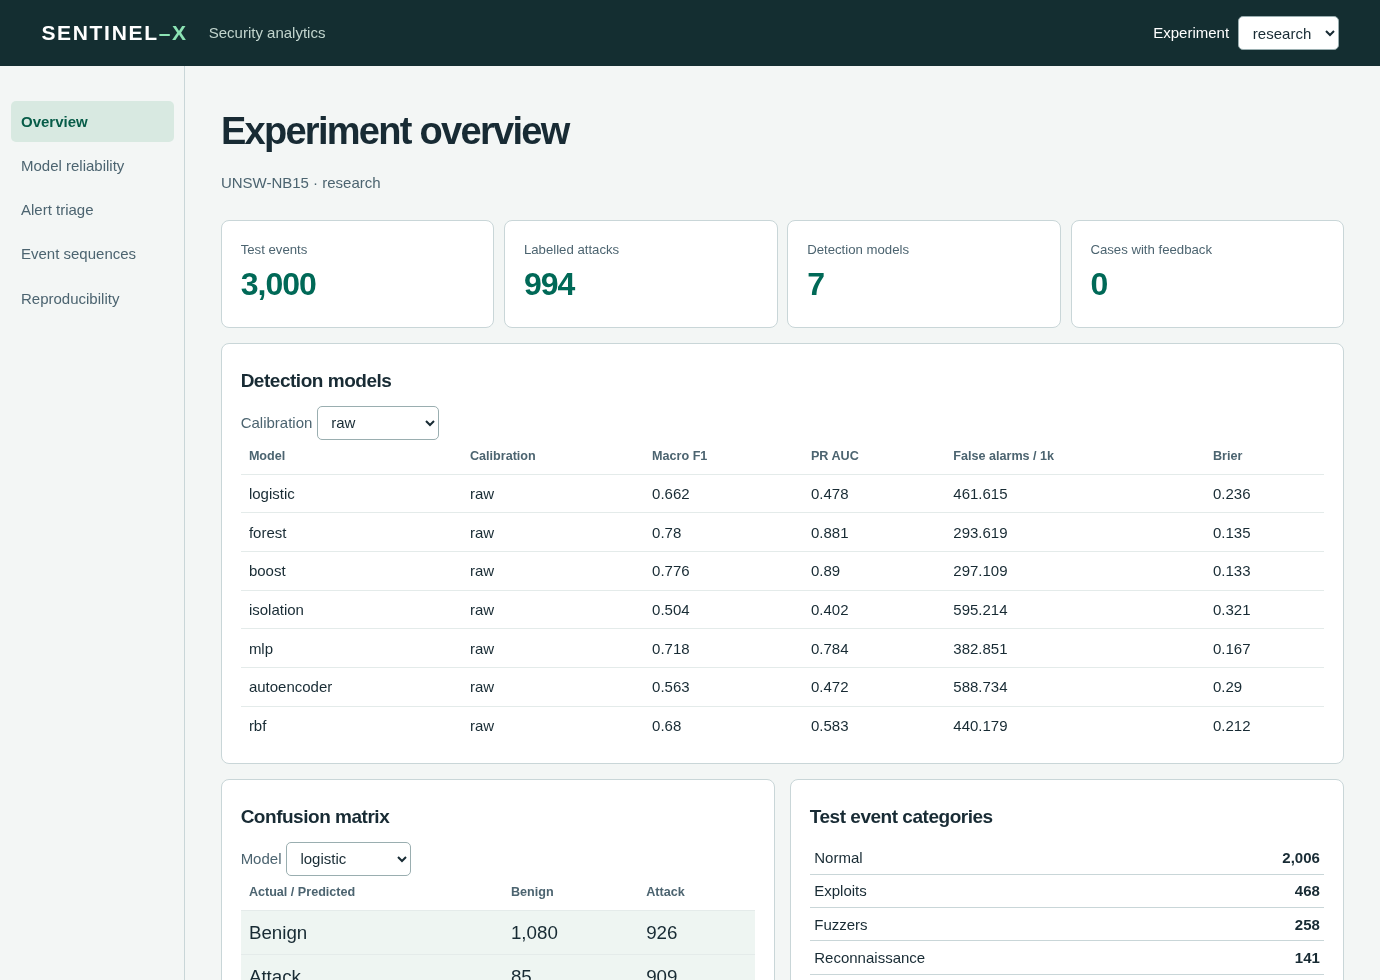 SENTINEL–X Security analytics Experiment research
Overview
Model reliability
Alert triage
Event sequences
Reproducibility
Experiment overview
UNSW-NB15 · research
Test events
3,000
Labelled attacks
994
Detection models
7
Cases with feedback
0
Detection models
Calibration raw
Model Calibration Macro F1 PR AUC False alarms / 1k Brier
logistic raw 0.662 0.478 461.615 0.236
forest raw 0.78 0.881 293.619 0.135
boost raw 0.776 0.89 297.109 0.133
isolation raw 0.504 0.402 595.214 0.321
mlp raw 0.718 0.784 382.851 0.167
autoencoder raw 0.563 0.472 588.734 0.29
rbf raw 0.68 0.583 440.179 0.212
Confusion matrix
Model logistic
Actual / Predicted Benign Attack
Benign 1,080 926
Attack 85 909
Test event categories
Normal 2,006
Exploits 468
Fuzzers 258
Reconnaissance 141